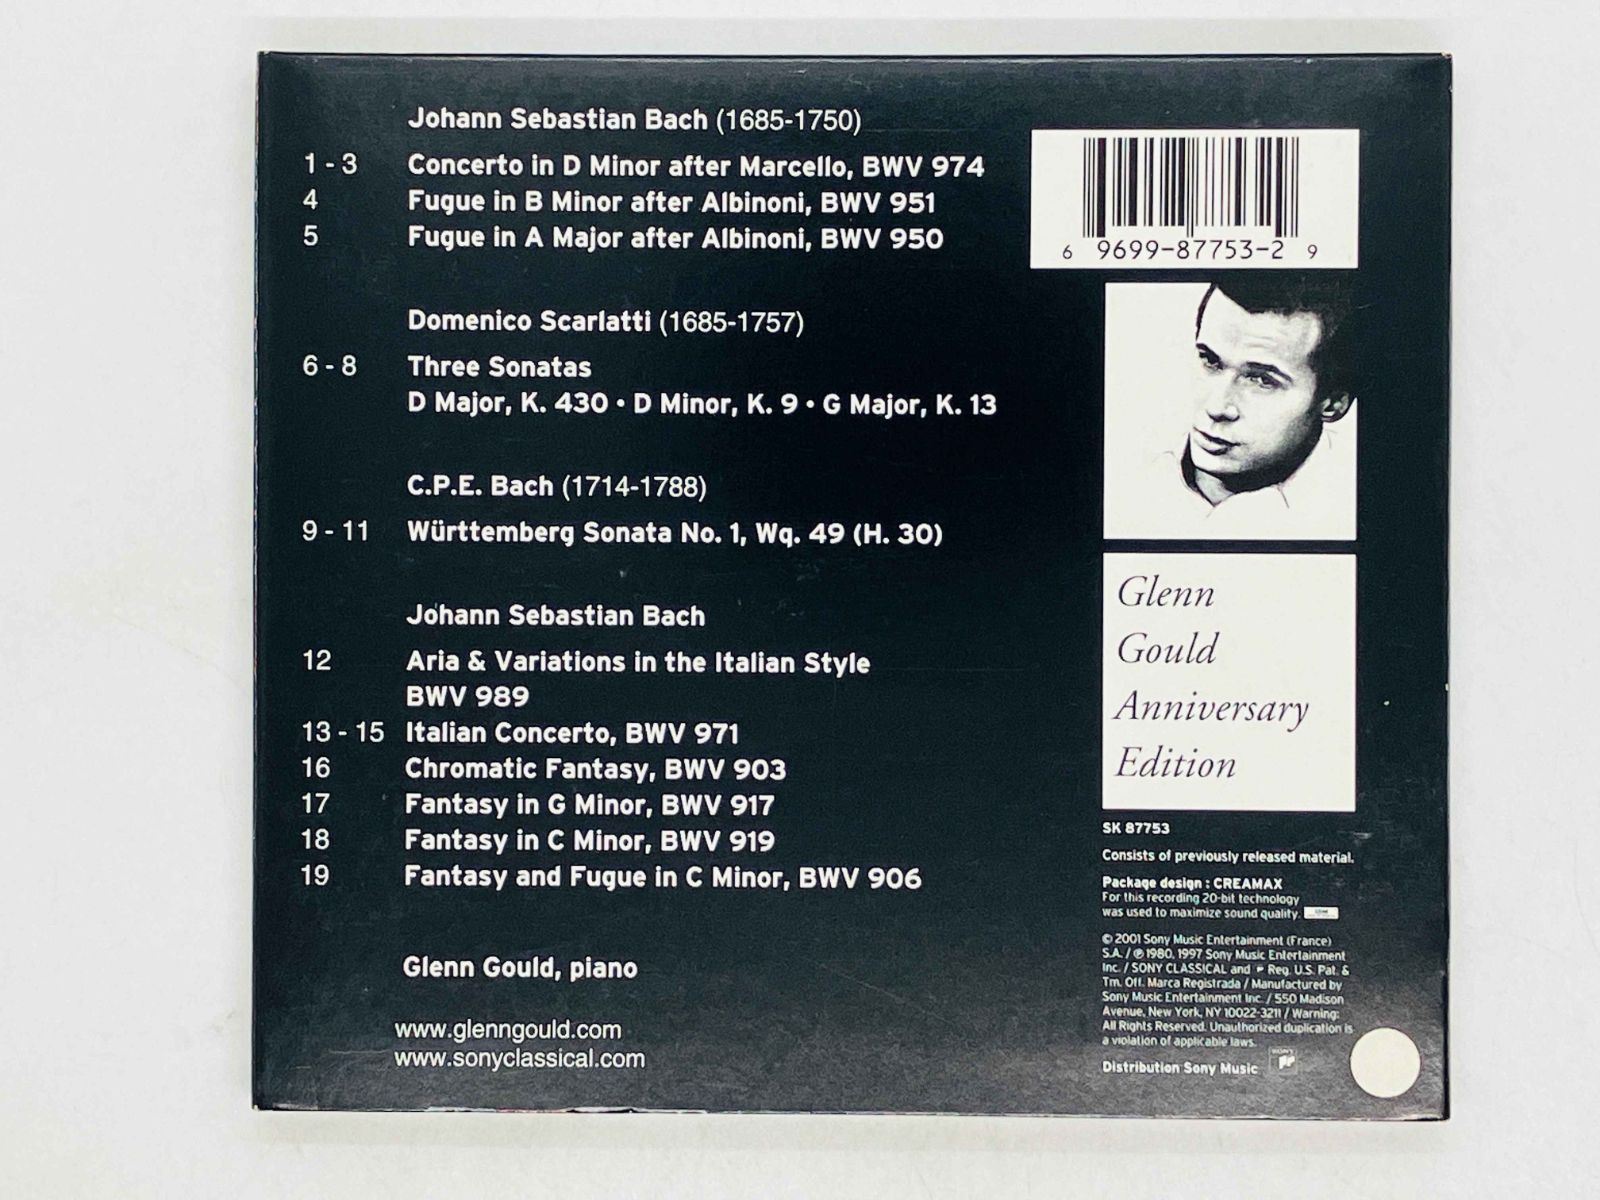 Johann Sebastian Bach (1685-1750)
1 - 3 Concerto in D Minor after Marcello, BWV 974
4 Fugue in B Minor after Albinoni, BWV 951
5 Fugue in A Major after Albinoni, BWV 950
Domenico Scarlatti (1685-1757)
6 - 8 Three Sonatas
D Major, K. 430 • D Minor, K. 9 • G Major, K. 13
C.P.E. Bach (1714-1788)
9 - 11 Württemberg Sonata No. 1, Wq. 49 (H. 30)
Johann Sebastian Bach
12 Aria & Variations in the Italian Style
BWV 989
13 - 15 Italian Concerto, BWV 971
16 Chromatic Fantasy, BWV 903
17 Fantasy in G Minor, BWV 917
18 Fantasy in C Minor, BWV 919
19 Fantasy and Fugue in C Minor, BWV 906
Glenn Gould, piano
www.glenngould.com
www.sonyclassical.com
6 9699-87753-2 9
Glenn
Gould
Anniversary
Edition
SK 87753
Consists of previously released material.
Package design : CREAMAX
For this recording 20-bit technology
was used to maximize sound quality.
© 2001 Sony Music Entertainment (France)
S.A. / ℗ 1980, 1997 Sony Music Entertainment
Inc. / SONY CLASSICAL and Reg. U.S. Pat. &
Tm. Off. Marca Registrada / Manufactured by
Sony Music Entertainment Inc. / 550 Madison
Avenue, New York, NY 10022-3211 / Warning:
All Rights Reserved. Unauthorized duplication is
a violation of applicable laws.
Distribution Sony Music
SONY